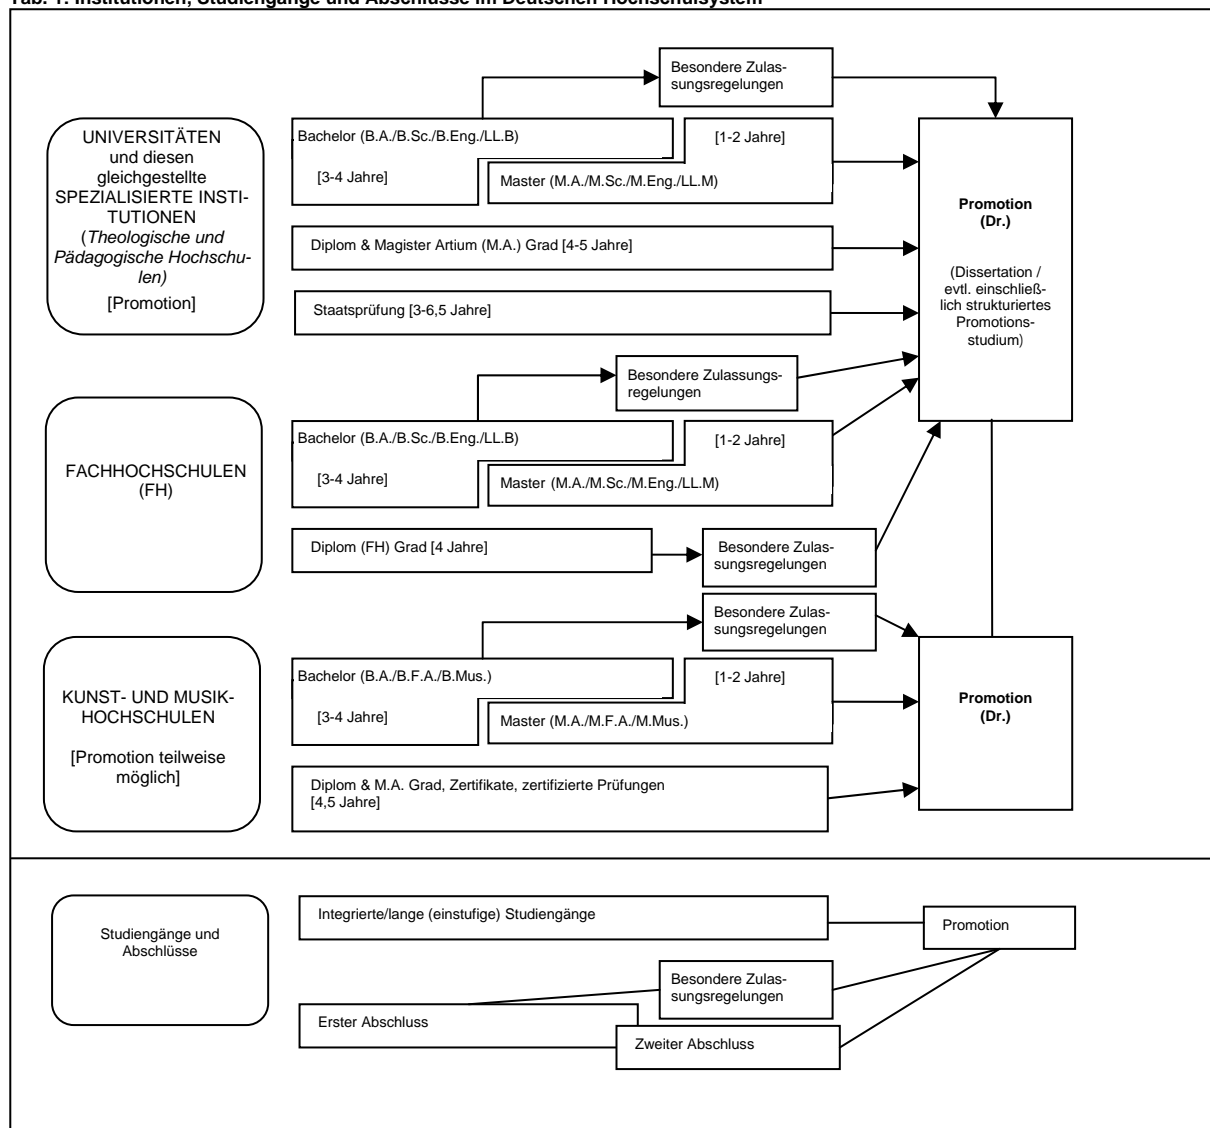 Tab. 1: Institutionen, Studiengänge und Abschlüsse im Deutschen Hochschulsystem
Besondere Zulas-
sungsregelungen
UNIVERSITÄTEN
und diesen
gleichgestellte
SPEZIALISIERTE INSTI-
TUTIONEN
(Theologische und
Pädagogische Hochschu-
len)
[Promotion]
Bachelor (B.A./B.Sc./B.Eng./LL.B)
[3-4 Jahre]
[1-2 Jahre]
Master (M.A./M.Sc./M.Eng./LL.M)
Diplom & Magister Artium (M.A.) Grad [4-5 Jahre]
Staatsprüfung [3-6,5 Jahre]
Promotion
(Dr.)
(Dissertation /
evtl. einschließ-
lich strukturiertes
Promotions-
studium)
Besondere Zulassungs-
regelungen
FACHHOCHSCHULEN
(FH)
Bachelor (B.A./B.Sc./B.Eng./LL.B)
[3-4 Jahre]
[1-2 Jahre]
Master (M.A./M.Sc./M.Eng./LL.M)
Diplom (FH) Grad [4 Jahre]
Besondere Zulas-
sungsregelungen
Besondere Zulas-
sungsregelungen
KUNST- UND MUSIK-
HOCHSCHULEN
[Promotion teilweise
möglich]
Bachelor (B.A./B.F.A./B.Mus.)
[3-4 Jahre]
[1-2 Jahre]
Master (M.A./M.F.A./M.Mus.)
Diplom & M.A. Grad, Zertifikate, zertifizierte Prüfungen
[4,5 Jahre]
Promotion
(Dr.)
Studiengänge und
Abschlüsse
Integrierte/lange (einstufige) Studiengänge
Promotion
Besondere Zulas-
sungsregelungen
Erster Abschluss
Zweiter Abschluss